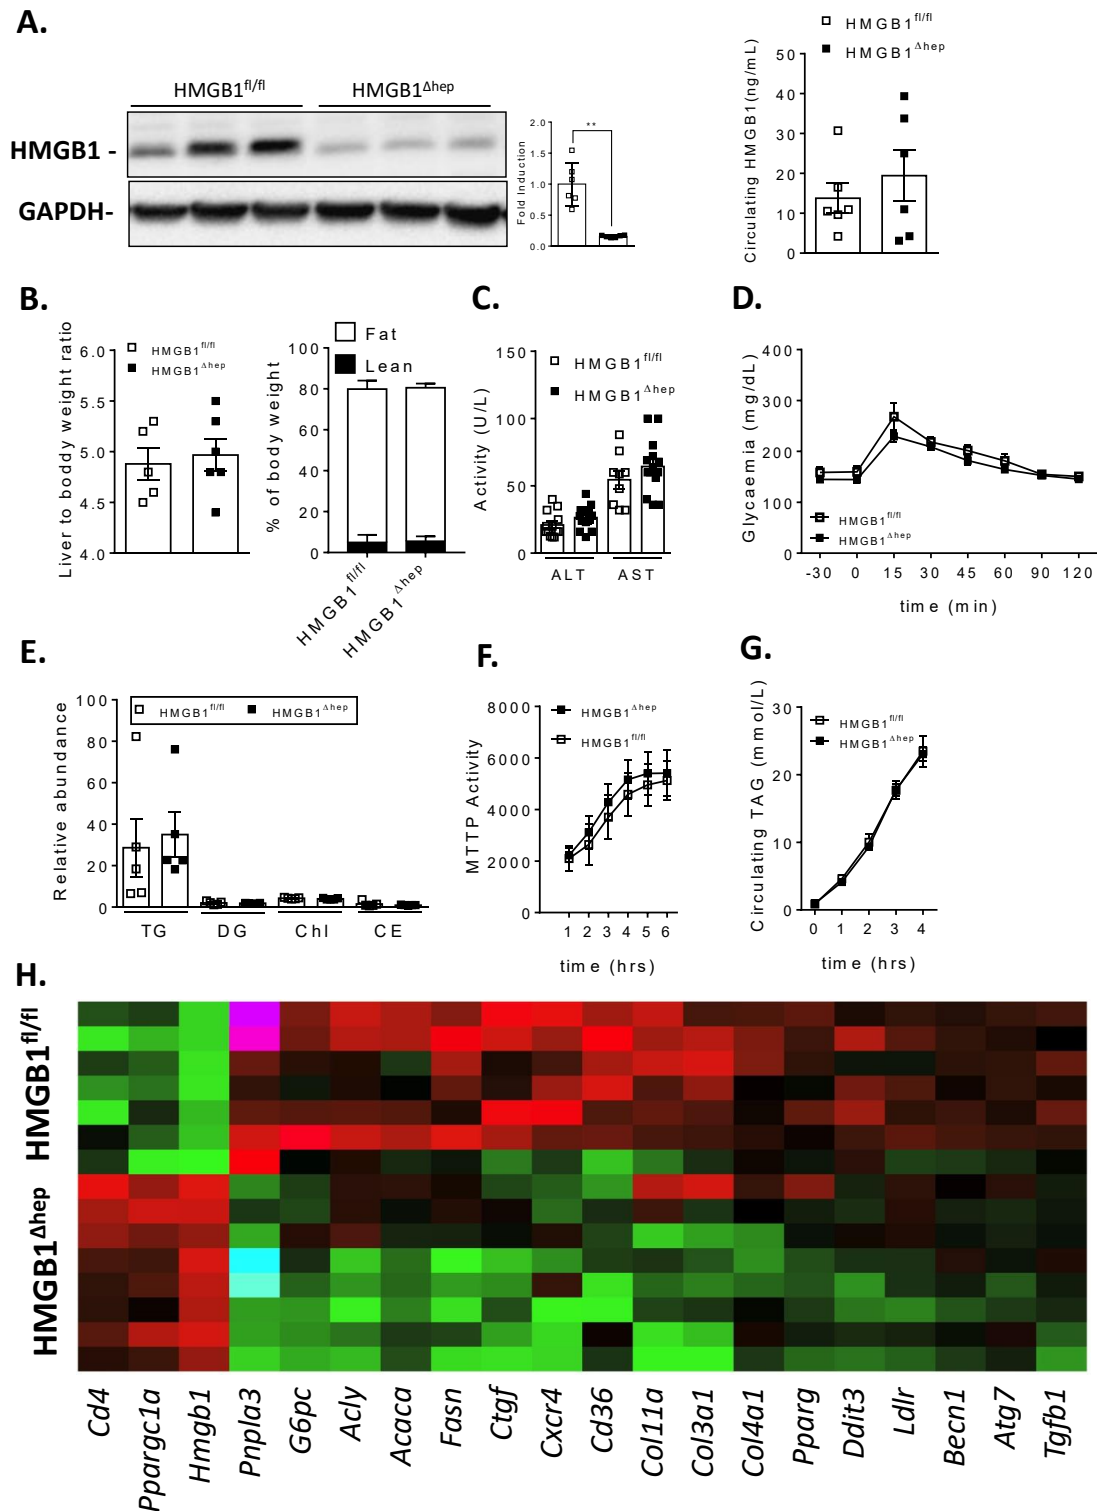 A.
HMGB1fl/fl
HMGB1Δhep
HMGB1 -
GAPDH-
Fold Induction
2.0
1.5
1.0
0.5
0.0
**
HMGB1fl/fl
HMGB1Δhep
Circulating HMGB1(ng/mL)
50
40
30
20
10
0
B.
Liver to boddy weight ratio
6.0
5.5
5.0
4.5
4.0
HMGB1fl/fl
HMGB1Δhep
Fat
Lean
% of body weight
100
80
60
40
20
0
HMGB1fl/fl
HMGB1Δhep
C.
Activity (U/L)
150
100
50
0
HMGB1fl/fl
HMGB1Δhep
ALT AST
D.
Glycaemia (mg/dL)
400
300
200
100
0
HMGB1fl/fl
HMGB1Δhep
-30 0 15 30 45 60 90 120
time (min)
E.
Relative abundance
100
80
60
40
20
0
HMGB1fl/fl HMGB1Δhep
TG DG Chl CE
F.
MTTP Activity
8000
6000
4000
2000
0
HMGB1Δhep
HMGB1fl/fl
1 2 3 4 5 6
time (hrs)
G.
Circulating TAG (mmol/L)
30
20
10
0
HMGB1fl/fl
HMGB1Δhep
0 1 2 3 4
time (hrs)
H.
HMGB1fl/fl
HMGB1Δhep
Cd4
Ppargc1a
Hmgb1
Pnpla3
G6pc
Acly
Acaca
Fasn
Ctgf
Cxcr4
Cd36
Col11a
Col3a1
Col4a1
Pparg
Ddit3
Ldlr
Becn1
Atg7
Tgfb1